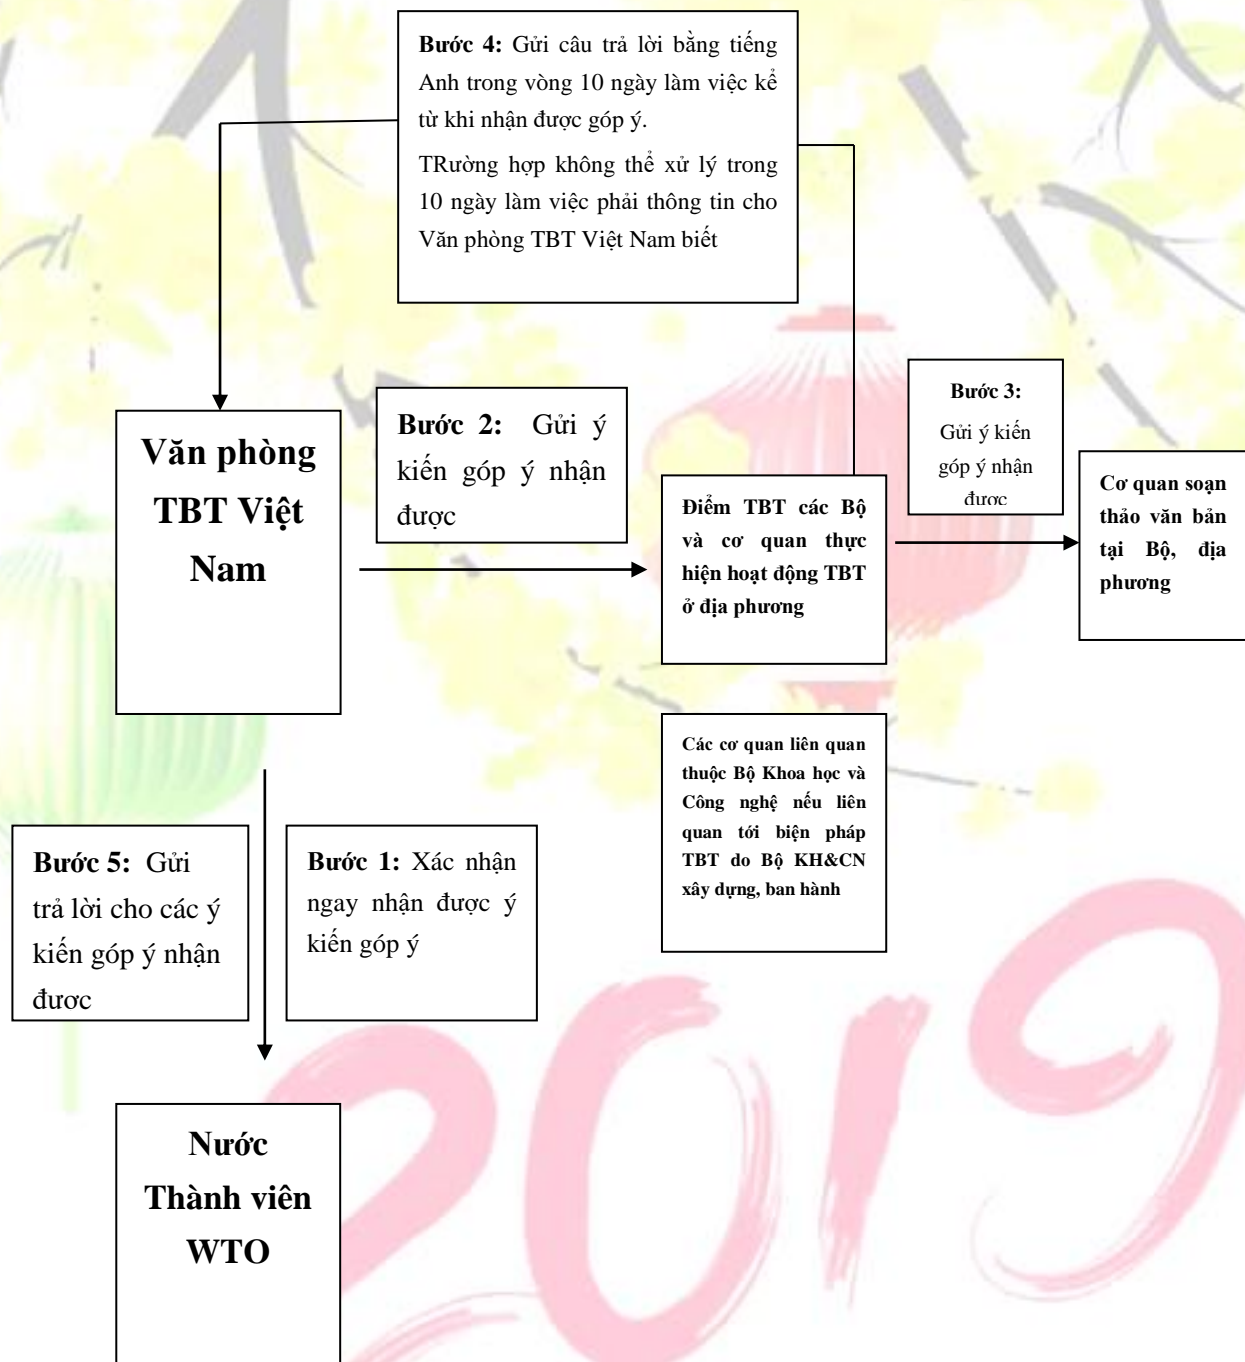 Bước 4: Gửi câu trả lời bằng tiếng
Anh trong vòng 10 ngày làm việc kể
từ khi nhận được góp ý.
TRường hợp không thể xử lý trong
10 ngày làm việc phải thông tin cho
Văn phòng TBT Việt Nam biết
Văn phòng
TBT Việt
Nam
Bước 2: Gửi ý
kiến góp ý nhận
được
Điểm TBT các Bộ
và cơ quan thực
hiện hoạt động TBT
ở địa phương
Bước 3:
Gửi ý kiến
góp ý nhận
được
Cơ quan soạn
thảo văn bản
tại Bộ, địa
phương
Các cơ quan liên quan
thuộc Bộ Khoa học và
Công nghệ nếu liên
quan tới biện pháp
TBT do Bộ KH&CN
xây dựng, ban hành
Bước 5: Gửi
trả lời cho các ý
kiến góp ý nhận
được
Bước 1: Xác nhận
ngay nhận được ý
kiến góp ý
Nước
Thành viên
WTO
2019